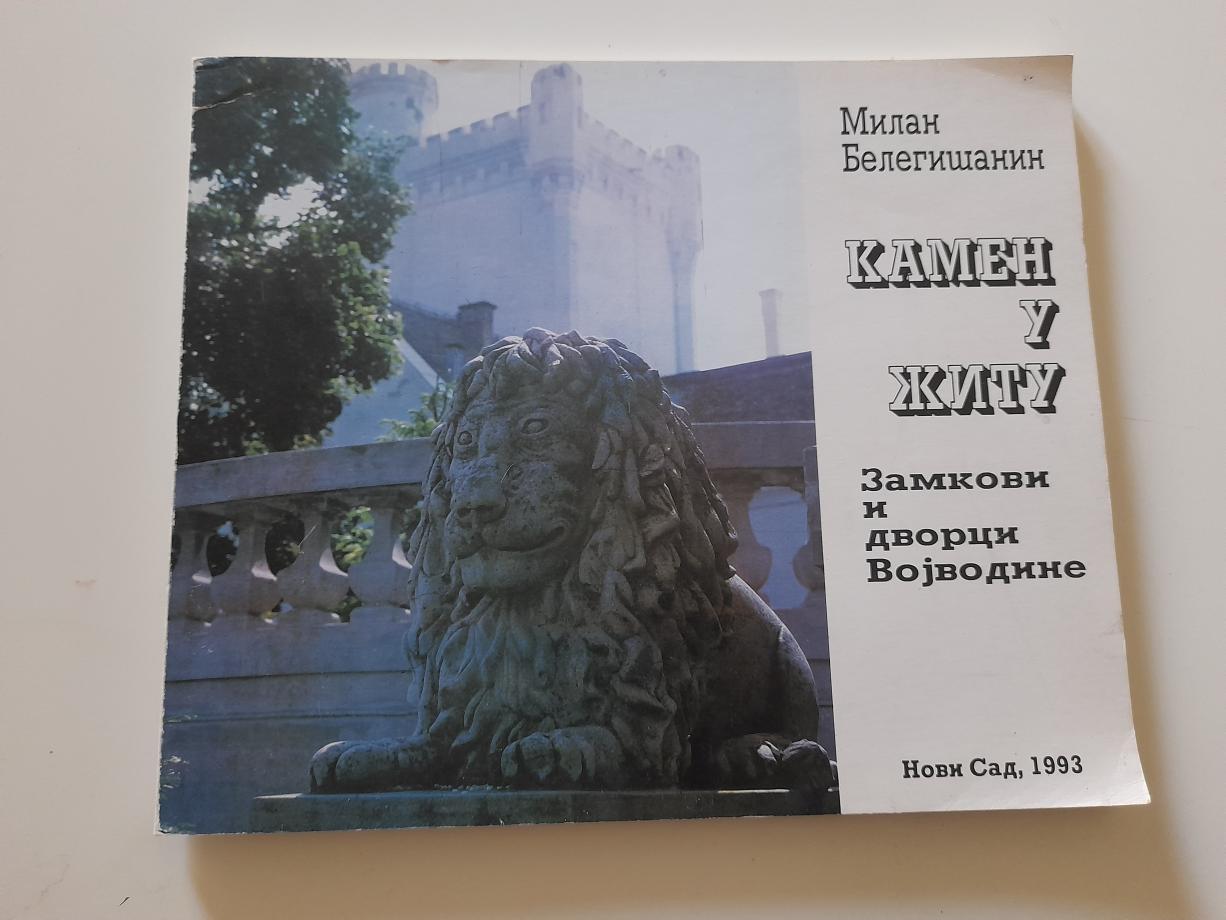 Милан
Белегишанин
КАМЕН
У
ЖИТУ
Замкови
и
дворци
Војводине
Нови Сад, 1993